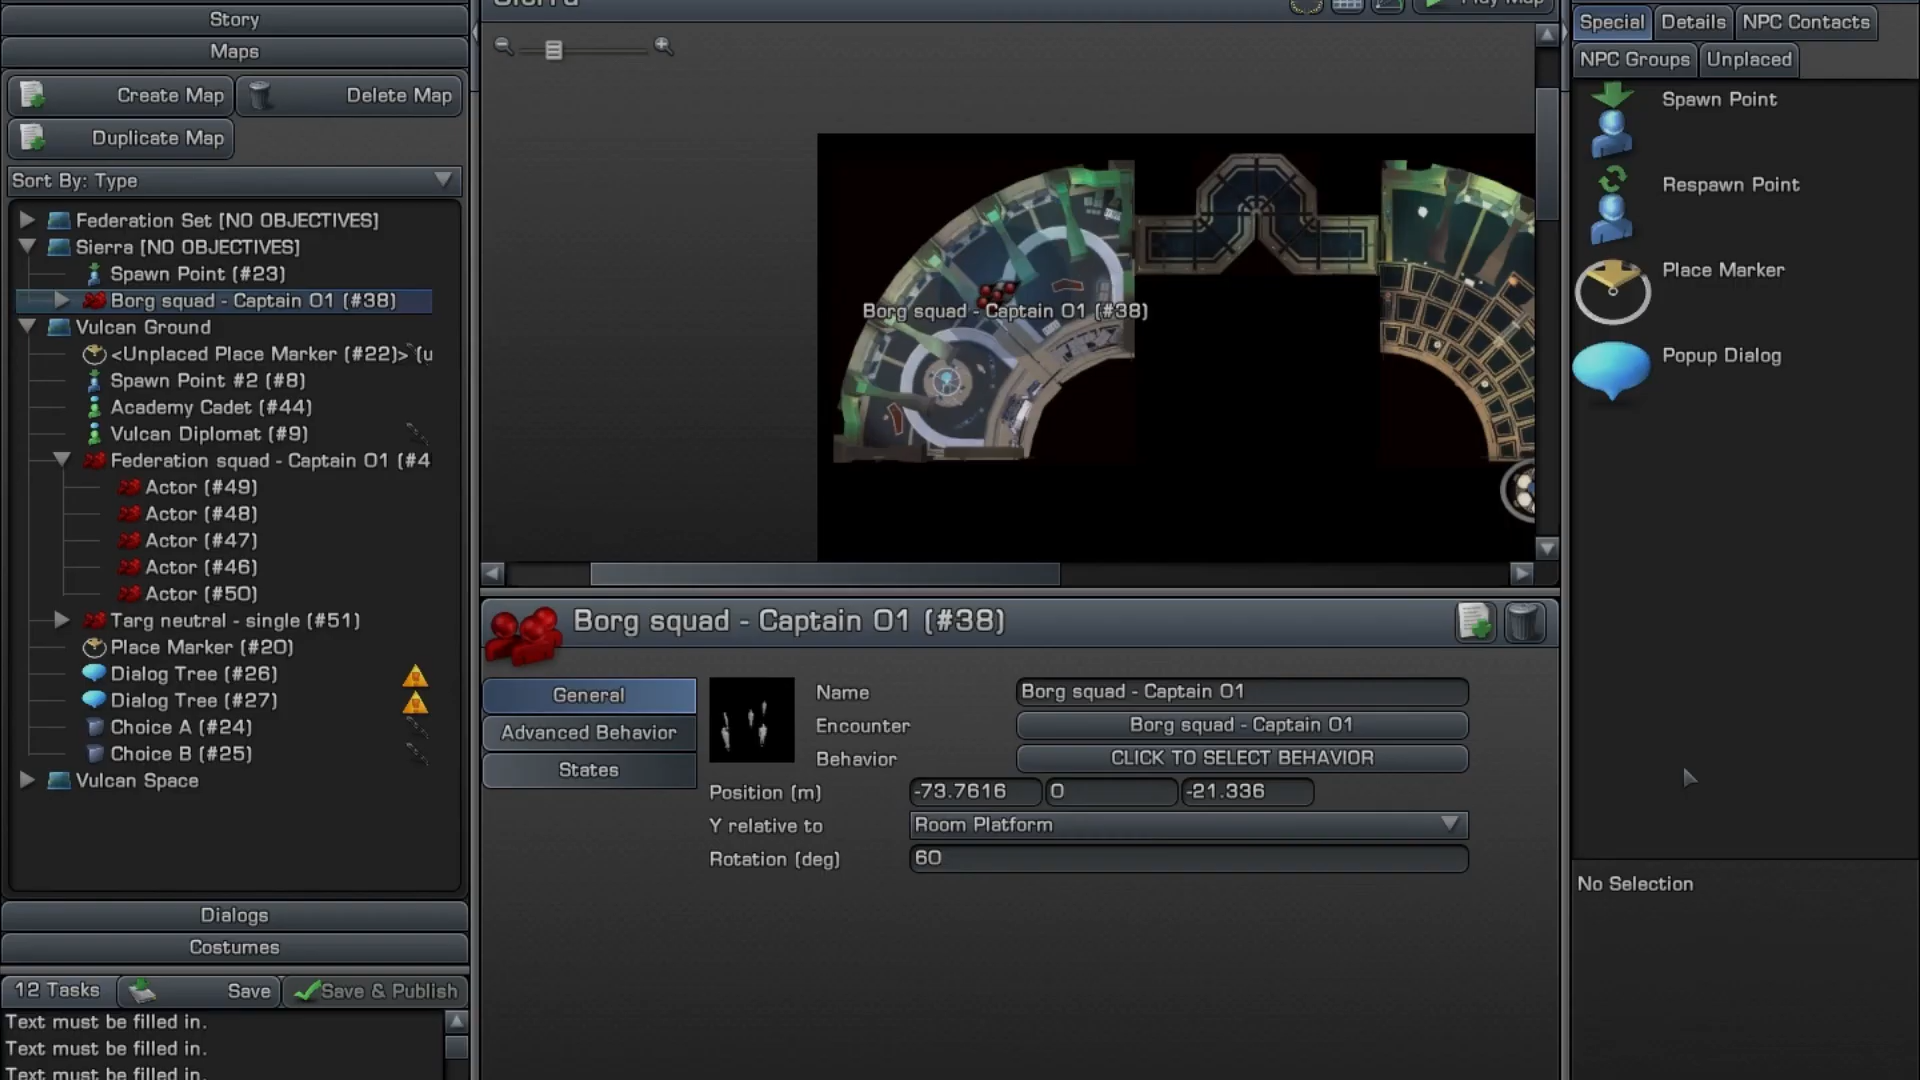 Story
Maps
Create Map
Delete Map
Duplicate Map
Sort By: Type
Federation Set [NO OBJECTIVES]
Sierra [NO OBJECTIVES]
Spawn Point (#23)
Borg squad - Captain 01 (#38)
Vulcan Ground
<Unplaced Place Marker (#22)> (u
Spawn Point #2 (#8)
Academy Cadet (#44)
Vulcan Diplomat (#9)
Federation squad - Captain 01 (#4
Actor (#49)
Actor (#48)
Actor (#47)
Actor (#46)
Actor (#50)
Targ neutral - single (#51)
Place Marker (#20)
Dialog Tree (#26)
Dialog Tree (#27)
Choice A (#24)
Choice B (#25)
Vulcan Space
Dialogs
Costumes
12 Tasks
Save
Save & Publish
Text must be filled in.
Text must be filled in.
Text must be filled in.
Sierra
Play Map
Borg squad - Captain 01 (#38)
Borg squad - Captain 01 (#38)
General
Advanced Behavior
States
Name
Borg squad - Captain 01
Encounter
Borg squad - Captain 01
Behavior
CLICK TO SELECT BEHAVIOR
Position (m)
-73.7616
0
-21.336
Y relative to
Room Platform
Rotation (deg)
60
Special
Details
NPC Contacts
NPC Groups
Unplaced
Spawn Point
Respawn Point
Place Marker
Popup Dialog
No Selection